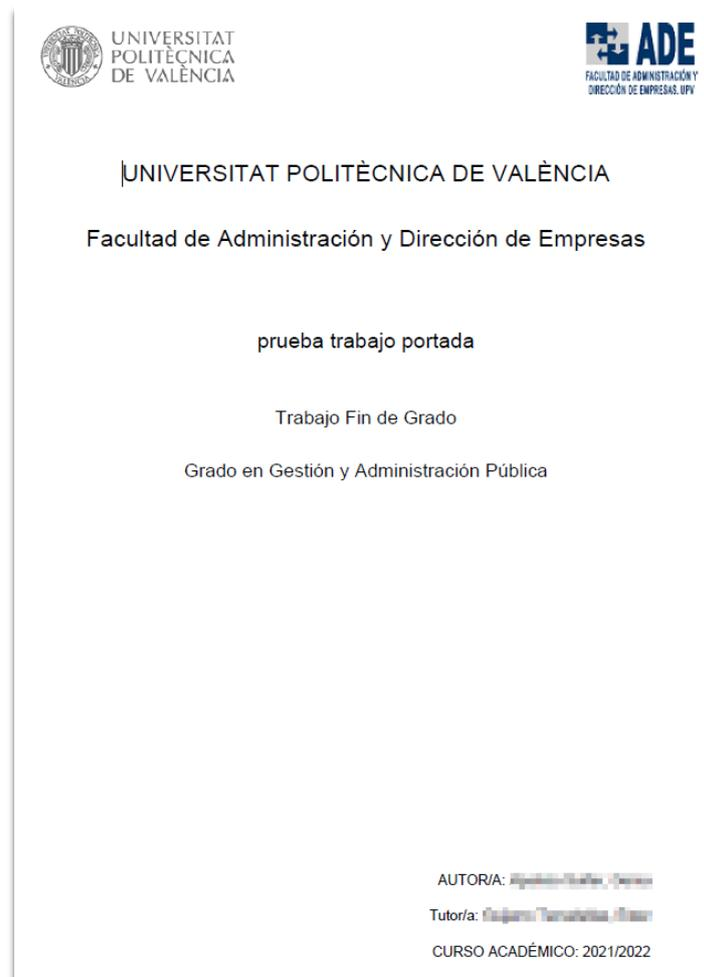 UNIVERSITAT
POLITÈCNICA
DE VALÈNCIA
ADE
FACULTAD DE ADMINISTRACIÓN Y
DIRECCIÓN DE EMPRESAS. UPV
UNIVERSITAT POLITÈCNICA DE VALÈNCIA
Facultad de Administración y Dirección de Empresas
prueba trabajo portada
Trabajo Fin de Grado
Grado en Gestión y Administración Pública
AUTOR/A:
Tutor/a:
CURSO ACADÉMICO: 2021/2022